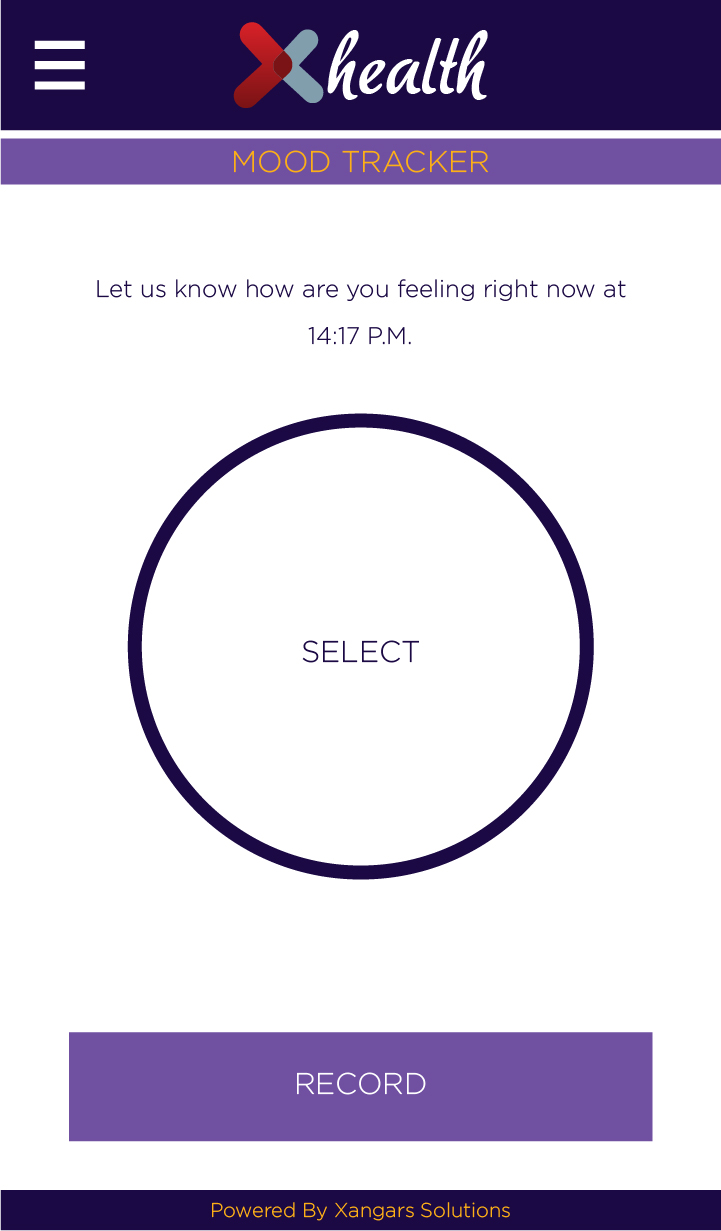 Xhealth
MOOD TRACKER
Let us know how are you feeling right now at
14:17 P.M.
SELECT
RECORD
Powered By Xangars Solutions